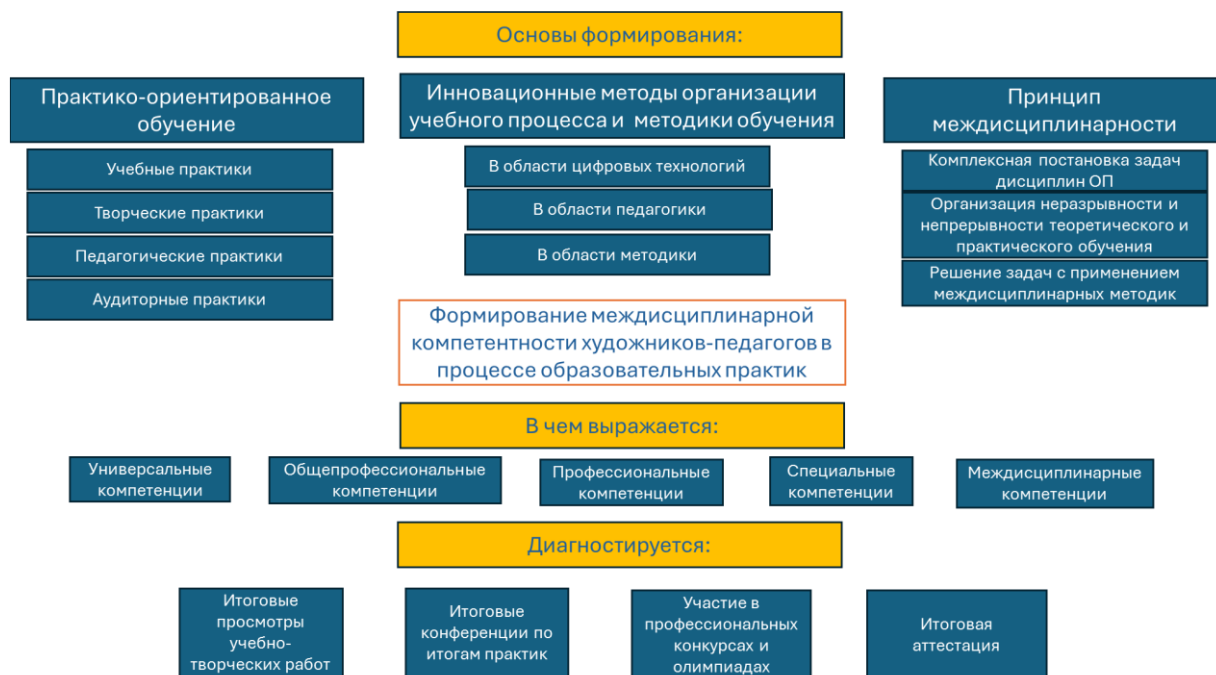 Основы формирования:
Практико-ориентированное
обучение
Учебные практики
Творческие практики
Педагогические практики
Аудиторные практики
Инновационные методы организации
учебного процесса и методики обучения
В области цифровых технологий
В области педагогики
В области методики
Принцип
междисциплинарности
Комплексная постановка задач
дисциплин ОП
Организация неразрывности и
непрерывности теоретического и
практического обучения
Решение задач с применением
междисциплинарных методик
Формирование междисциплинарной
компетентности художников-педагогов в
процессе образовательных практик
В чем выражается:
Универсальные
компетенции
Общепрофессиональные
компетенции
Профессиональные
компетенции
Специальные
компетенции
Междисциплинарные
компетенции
Диагностируется:
Итоговые
просмотры
учебно-
творческих работ
Итоговые
конференции по
итогам практик
Участие в
профессиональных
конкурсах и
олимпиадах
Итоговая
аттестация